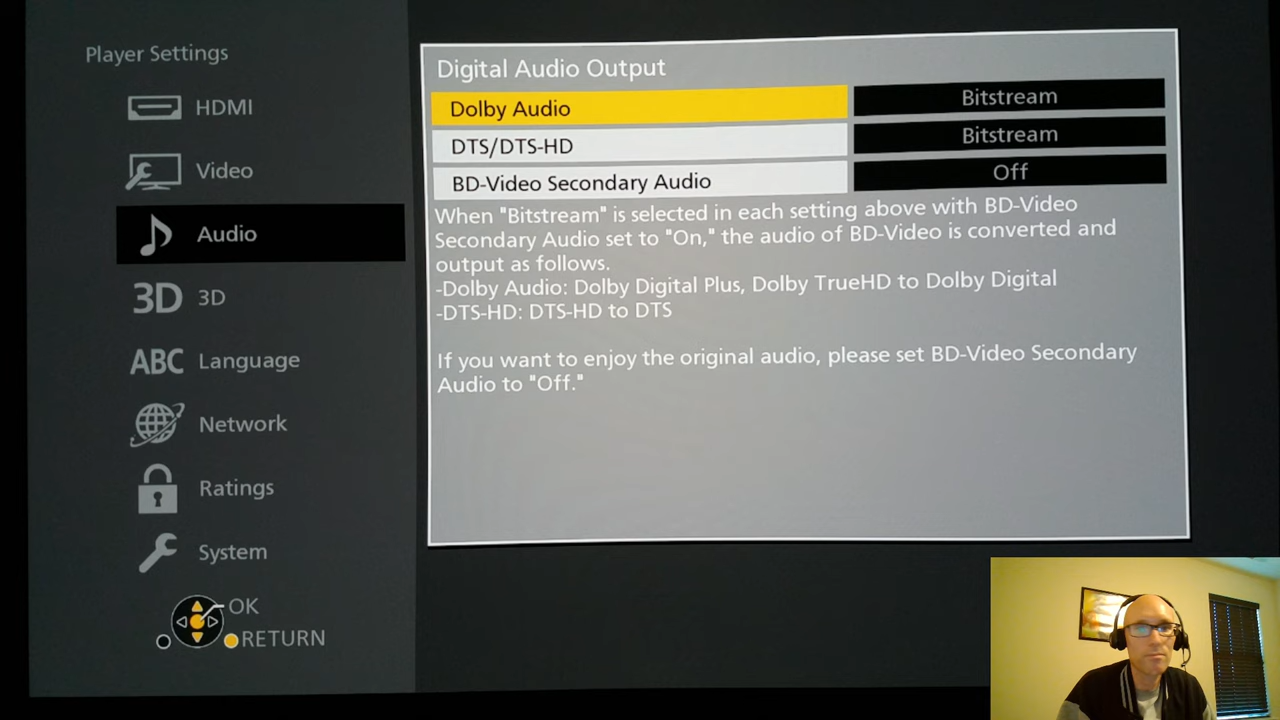 Player Settings
HDMI
Video
Audio
3D 3D
ABC Language
Network
Ratings
System
OK
RETURN
Digital Audio Output
Dolby Audio Bitstream
DTS/DTS-HD Bitstream
BD-Video Secondary Audio Off
When "Bitstream" is selected in each setting above with BD-Video
Secondary Audio set to "On," the audio of BD-Video is converted and
output as follows.
-Dolby Audio: Dolby Digital Plus, Dolby TrueHD to Dolby Digital
-DTS-HD: DTS-HD to DTS
If you want to enjoy the original audio, please set BD-Video Secondary
Audio to "Off."